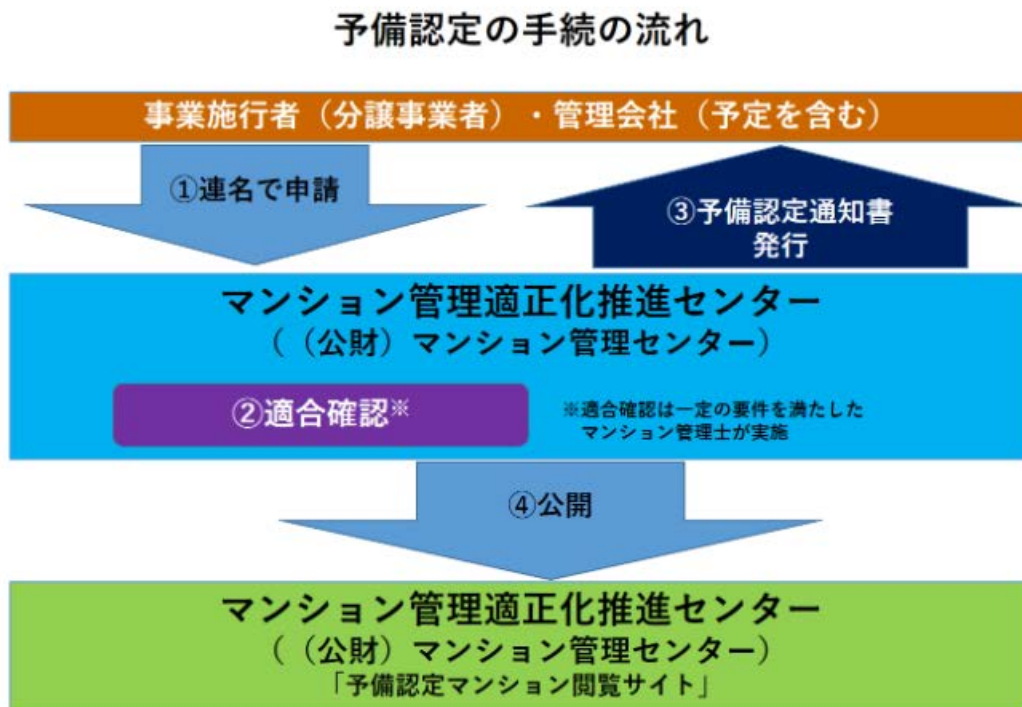 予備認定の手続の流れ
事業施行者（分譲事業者）・管理会社（予定を含む）
①連名で申請
③予備認定通知書
発行
マンション管理適正化推進センター
（（公財）マンション管理センター）
②適合確認※
※適合確認は一定の要件を満たした
マンション管理士が実施
④公開
マンション管理適正化推進センター
（（公財）マンション管理センター）
「予備認定マンション閲覧サイト」